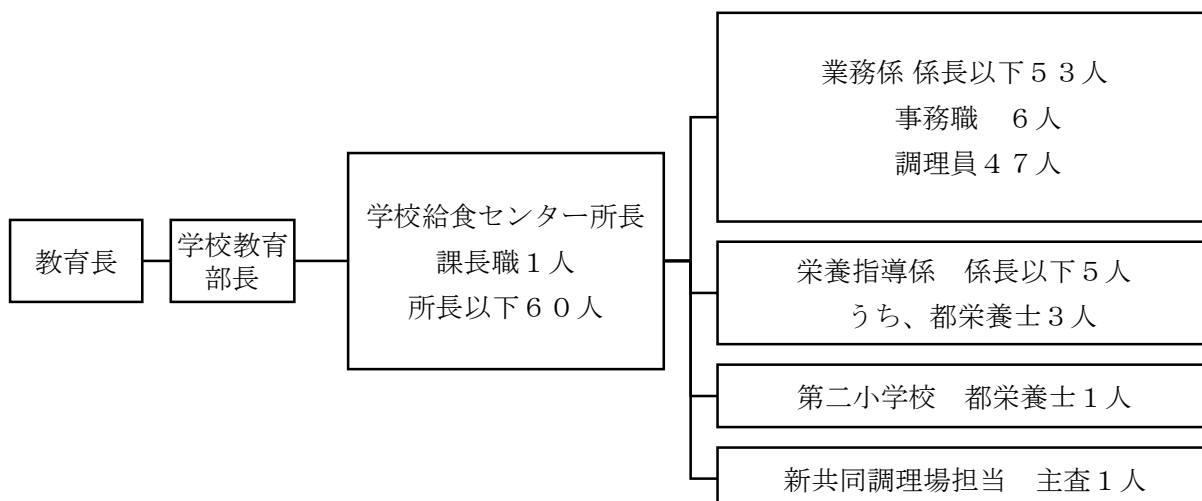 教育長
学校教育
部長
学校給食センター所長
課長職１人
所長以下６０人
業務係 係長以下５３人
事務職　６人
調理員４７人
栄養指導係　係長以下５人
うち、都栄養士３人
第二小学校　都栄養士１人
新共同調理場担当　主査１人